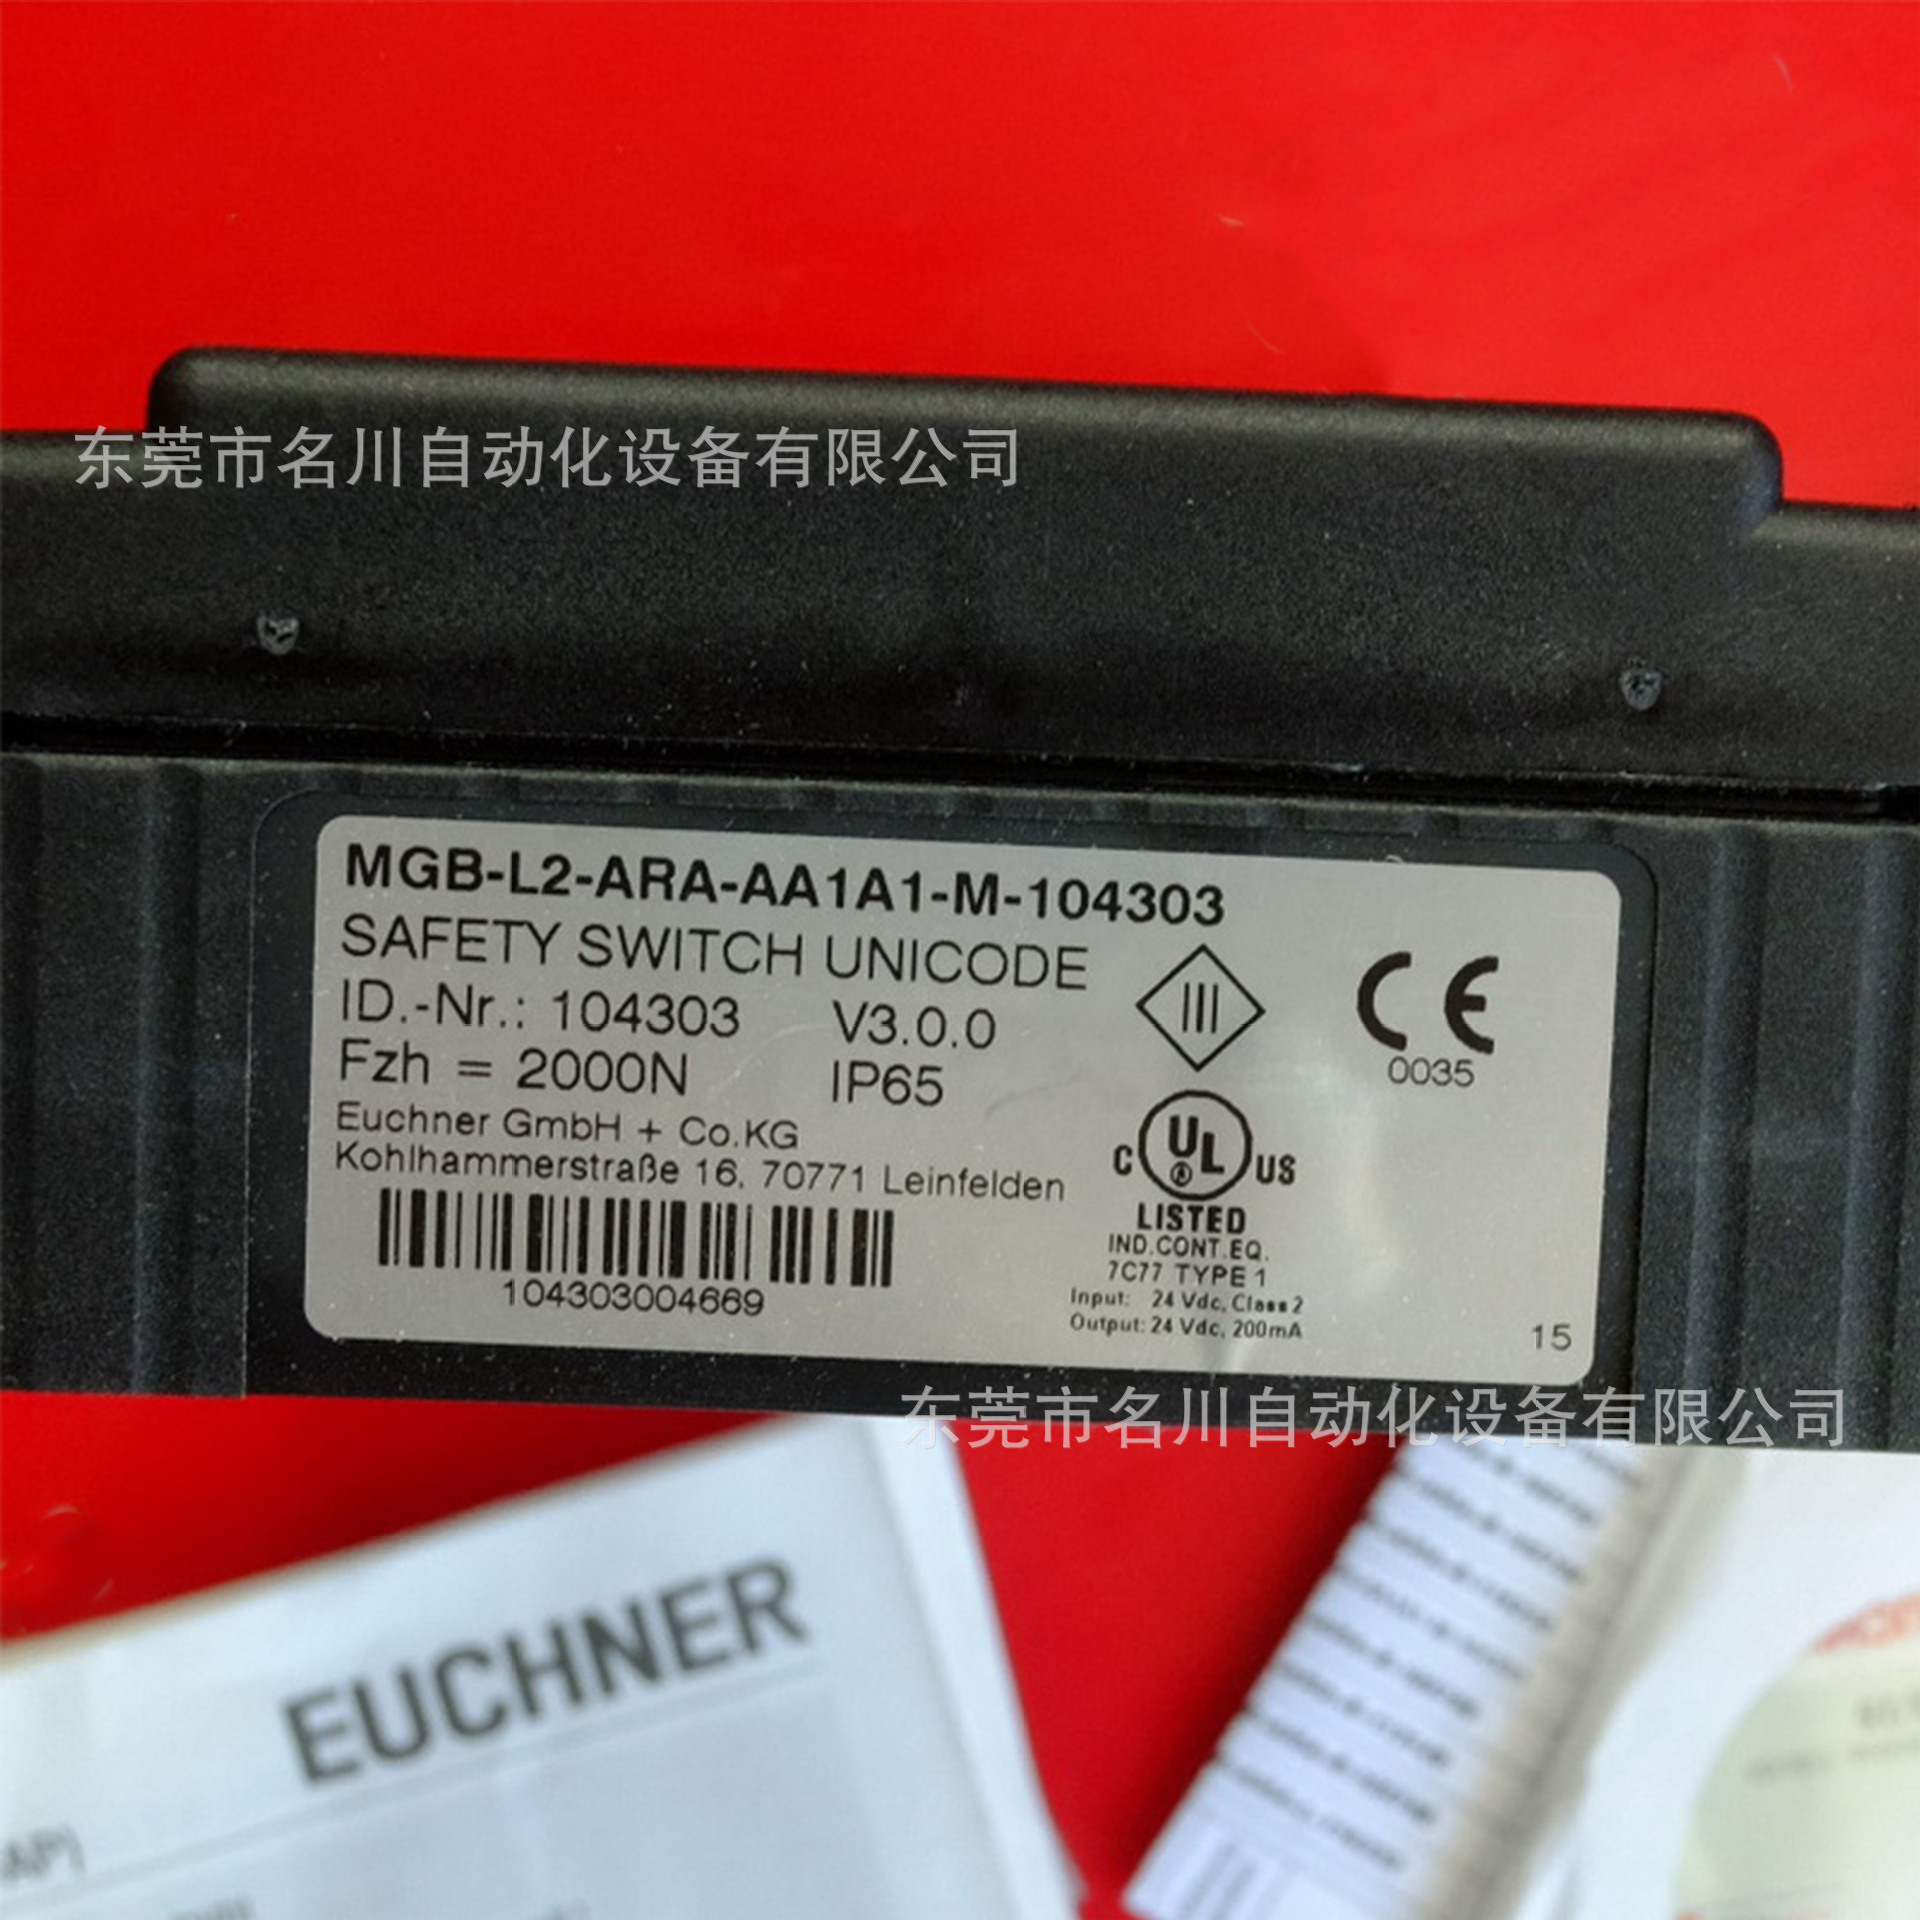 东莞市名川自动化设备有限公司
MGB-L2-ARA-AA1A1-M-104303
SAFETY SWITCH UNICODE
ID.-Nr.: 104303 V3.0.0
Fzh = 2000N IP65
Euchner GmbH + Co.KG
Kohlhammerstraße 16, 70771 Leinfelden
104303004669
III
CE
0035
C UL US
LISTED
IND.CONT.EQ.
7C77 TYPE 1
Input: 24 Vdc, Class 2
Output: 24 Vdc, 200mA
15
东莞市名川自动化设备有限公司
EUCHNER
AP)